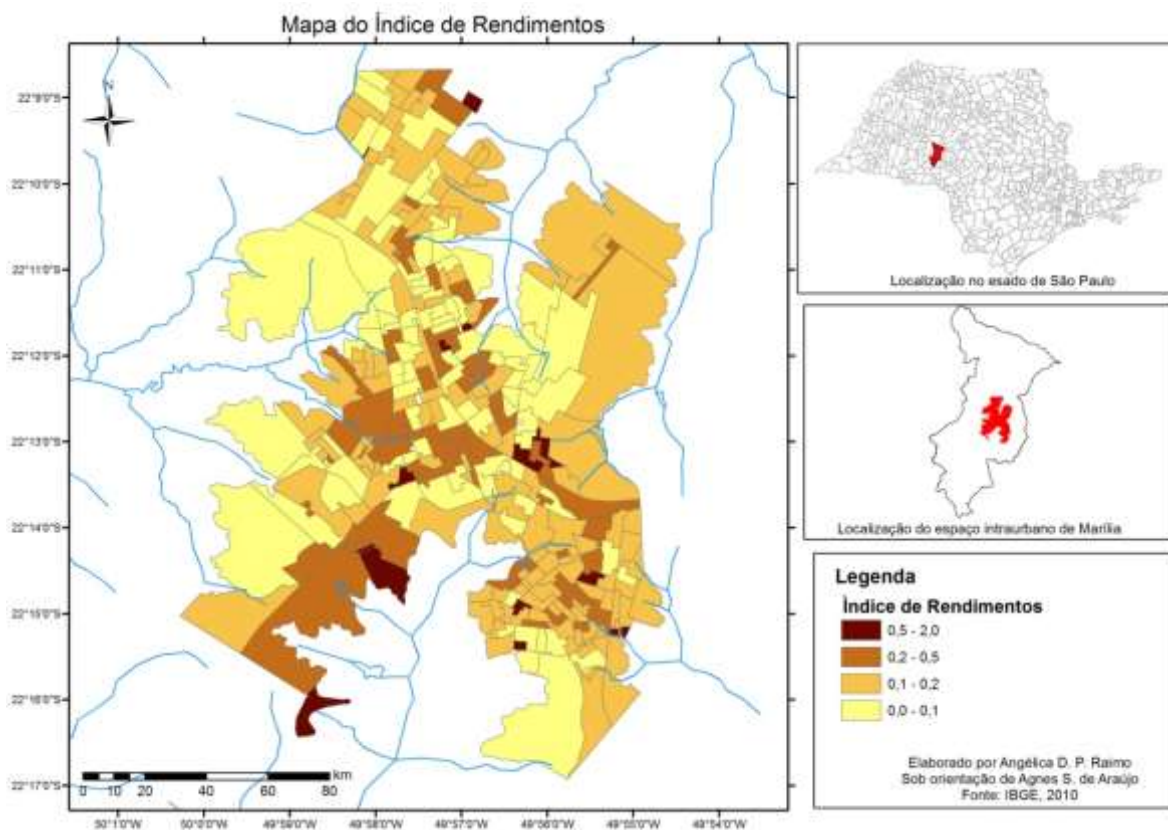 Mapa do Índice de Rendimentos
22°9'0"S
22°10'0"S
22°11'0"S
22°12'0"S
22°13'0"S
22°14'0"S
22°15'0"S
22°16'0"S
22°17'0"S
km
0 10 20 40 60 80
50°1'0"W
50°0'0"W
49°59'0"W
49°58'0"W
49°57'0"W
49°56'0"W
49°55'0"W
49°54'0"W
Localização no esado de São Paulo
Localização do espaço intraurbano de Marília
Legenda
Ìndice de Rendimentos
0,5 - 2,0
0,2 - 0,5
0,1 - 0,2
0,0 - 0,1
Elaborado por Angélica D. P. Raimo
Sob orientação de Agnes S. de Araújo
Fonte: IBGE, 2010